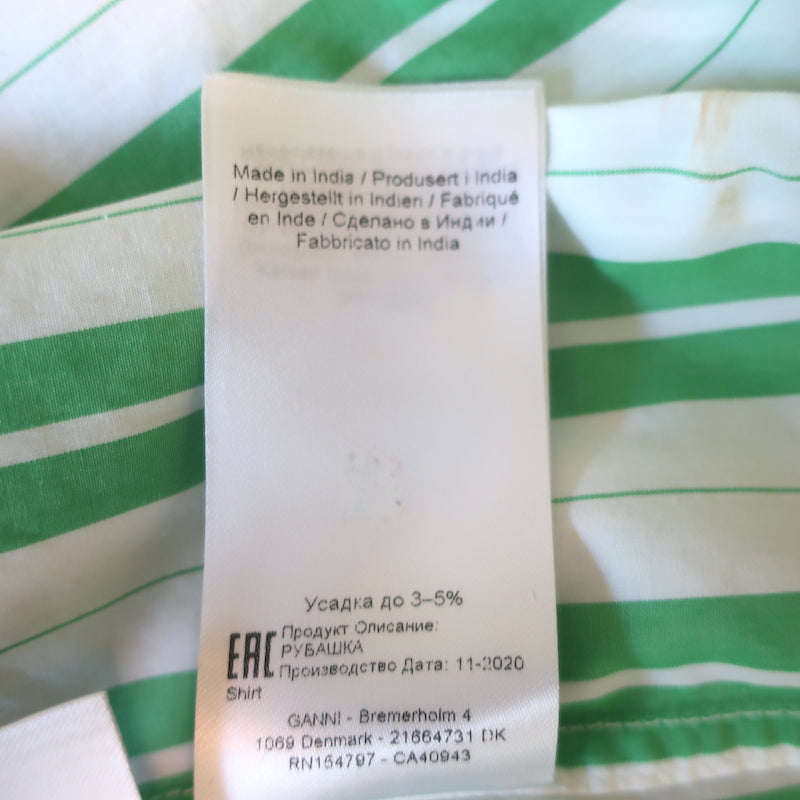 Made in India / Produsert i India
/ Hergestellt in Indien / Fabriqué
en Inde / Сделано в Индии /
Fabbricato in India
Усадка до 3–5%
EAC
Продукт Описание:
РУБАШКА
Производство Дата: 11-2020
Shirt
GANNI - Bremerholm 4
1069 Denmark - 21664731 DK
RN154797 - CA40943